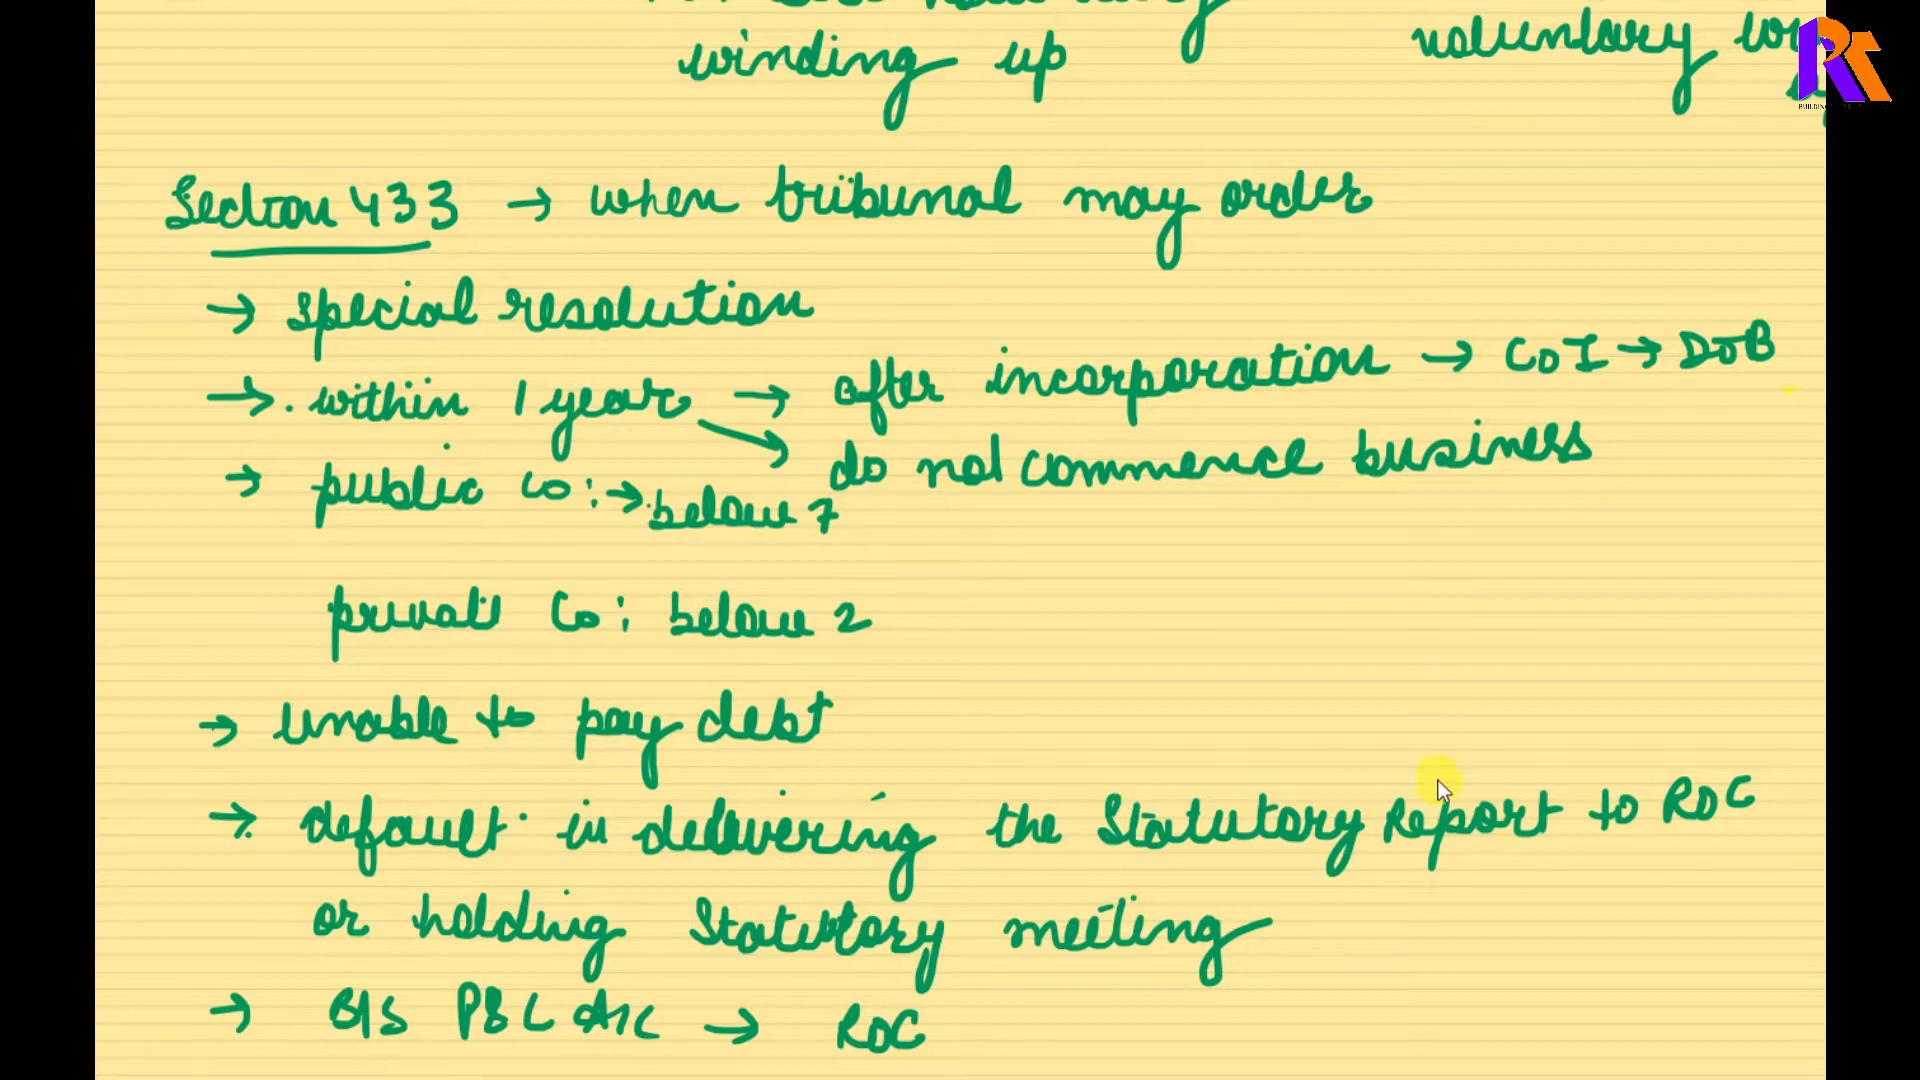 winding up
voluntary
Section 433 → when tribunal may order
→ special resolution
→ within 1 year → after incorporation → COI → DOB
→ do not commence business
→ public co: → below 7
private Co: below 2
→ unable to pay debt
→ default in delivering the Statutory Report to ROC
or holding Statutory meeting
→ B/S P&L A/C → ROC